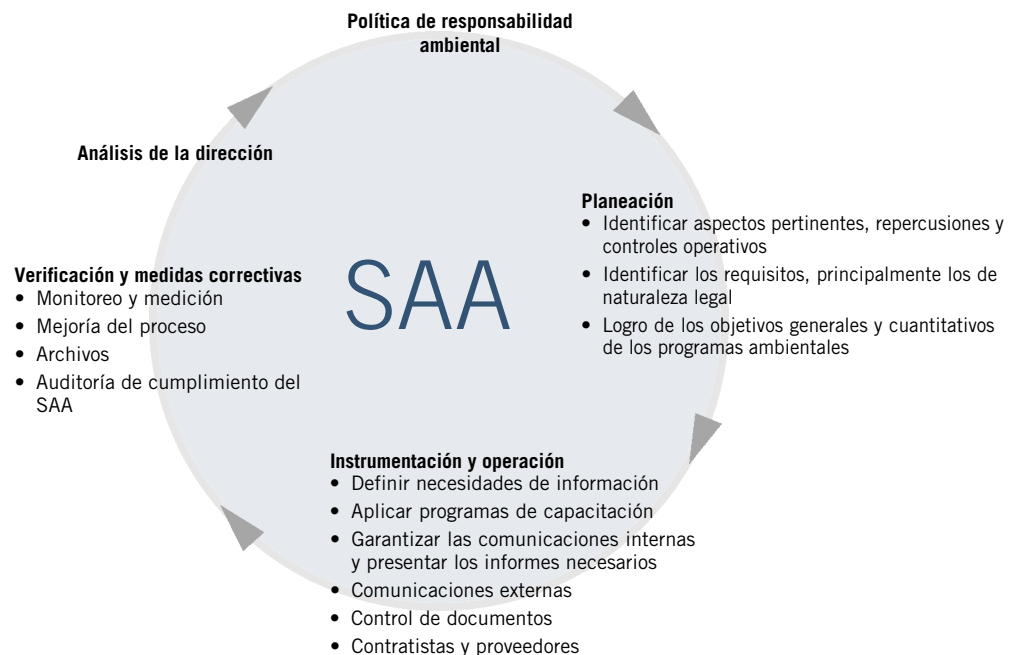 Política de responsabilidad
ambiental
Planeación
• Identificar aspectos pertinentes, repercusiones y
controles operativos
• Identificar los requisitos, principalmente los de
naturaleza legal
• Logro de los objetivos generales y cuantitativos
de los programas ambientales
Instrumentación y operación
• Definir necesidades de información
• Aplicar programas de capacitación
• Garantizar las comunicaciones internas
y presentar los informes necesarios
• Comunicaciones externas
• Control de documentos
• Contratistas y proveedores
Verificación y medidas correctivas
• Monitoreo y medición
• Mejoría del proceso
• Archivos
• Auditoría de cumplimiento del
SAA
Análisis de la dirección
SAA